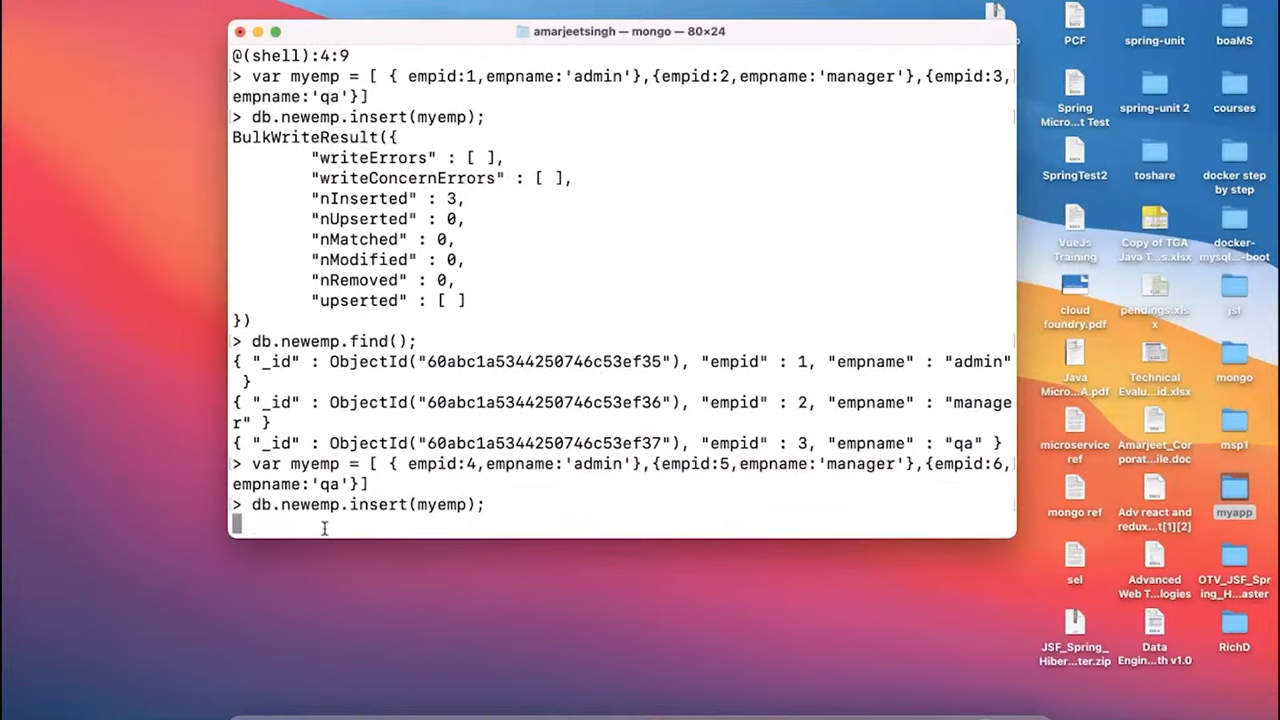 amarjeetsingh — mongo — 80×24
@(shell):4:9
> var myemp = [ { empid:1,empname:'admin'},{empid:2,empname:'manager'},{empid:3,
empname:'qa'}]
> db.newemp.insert(myemp);
BulkWriteResult({
"writeErrors" : [ ],
"writeConcernErrors" : [ ],
"nInserted" : 3,
"nUpserted" : 0,
"nMatched" : 0,
"nModified" : 0,
"nRemoved" : 0,
"upserted" : [ ]
})
> db.newemp.find();
{ "_id" : ObjectId("60abc1a5344250746c53ef35"), "empid" : 1, "empname" : "admin"
}
{ "_id" : ObjectId("60abc1a5344250746c53ef36"), "empid" : 2, "empname" : "manage
r" }
{ "_id" : ObjectId("60abc1a5344250746c53ef37"), "empid" : 3, "empname" : "qa" }
> var myemp = [ { empid:4,empname:'admin'},{empid:5,empname:'manager'},{empid:6,
empname:'qa'}]
> db.newemp.insert(myemp);
PCF
spring-unit
boaMS
Spring
Micro...t Test
spring-unit 2
courses
SpringTest2
toshare
docker step
by step
VueJs
Training
Copy of TGA
Java T...s.xlsx
docker-
mysql...-boot
cloud
foundry.pdf
pendings.xls
x
jsf
Java
Micro...A.pdf
Technical
Evalu...id.xlsx
mongo
microservice
ref
Amarjeet_Cor
porat...ile.doc
msp1
mongo ref
Adv react and
redux...t[1][2]
myapp
sel
Advanced
Web T...logies
OTV_JSF_Spr
ing_H...aster
JSF_Spring_
Hiber...ter.zip
Data
Engin...th v1.0
RichD